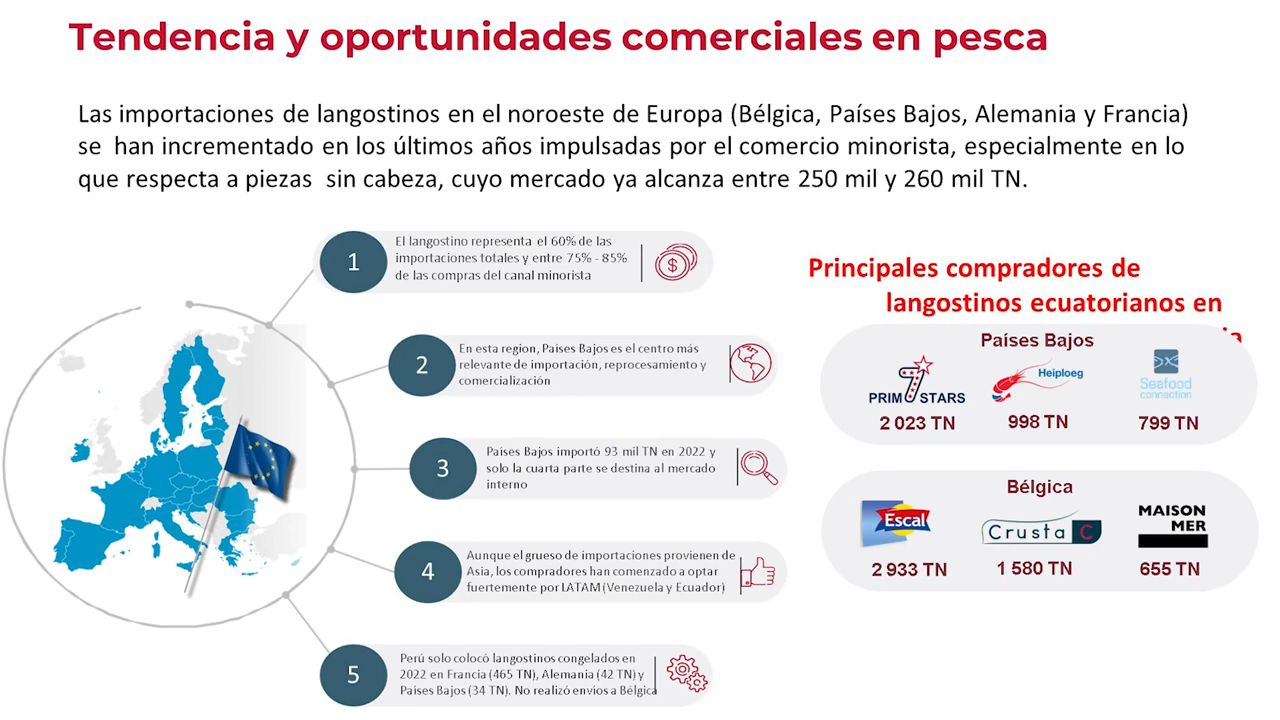 Tendencia y oportunidades comerciales en pesca
Las importaciones de langostinos en el noroeste de Europa (Bélgica, Países Bajos, Alemania y Francia)
se han incrementado en los últimos años impulsadas por el comercio minorista, especialmente en lo
que respecta a piezas sin cabeza, cuyo mercado ya alcanza entre 250 mil y 260 mil TN.
1
El langostino representa el 60% de las
importaciones totales y entre 75% - 85%
de las compras del canal minorista
$
2
En esta region, Países Bajos es el centro más
relevante de importación, reprocesamiento y
comercialización
3
Países Bajos importó 93 mil TN en 2022 y
solo la cuarta parte se destina al mercado
interno
4
Aunque el grueso de importaciones provienen de
Asia, los compradores han comenzado a optar
fuertemente por LATAM (Venezuela y Ecuador)
5
Perú solo colocó langostinos congelados en
2022 en Francia (465 TN), Alemania (42 TN) y
Países Bajos (34 TN). No realizó envíos a Bélgica
Principales compradores de
langostinos ecuatorianos en
Países Bajos
PRIM 7 STARS
Heiploeg
Seafood
connection
2 023 TN
998 TN
799 TN
Bélgica
Escal
Crusta C
MAISON
MER
2 933 TN
1 580 TN
655 TN